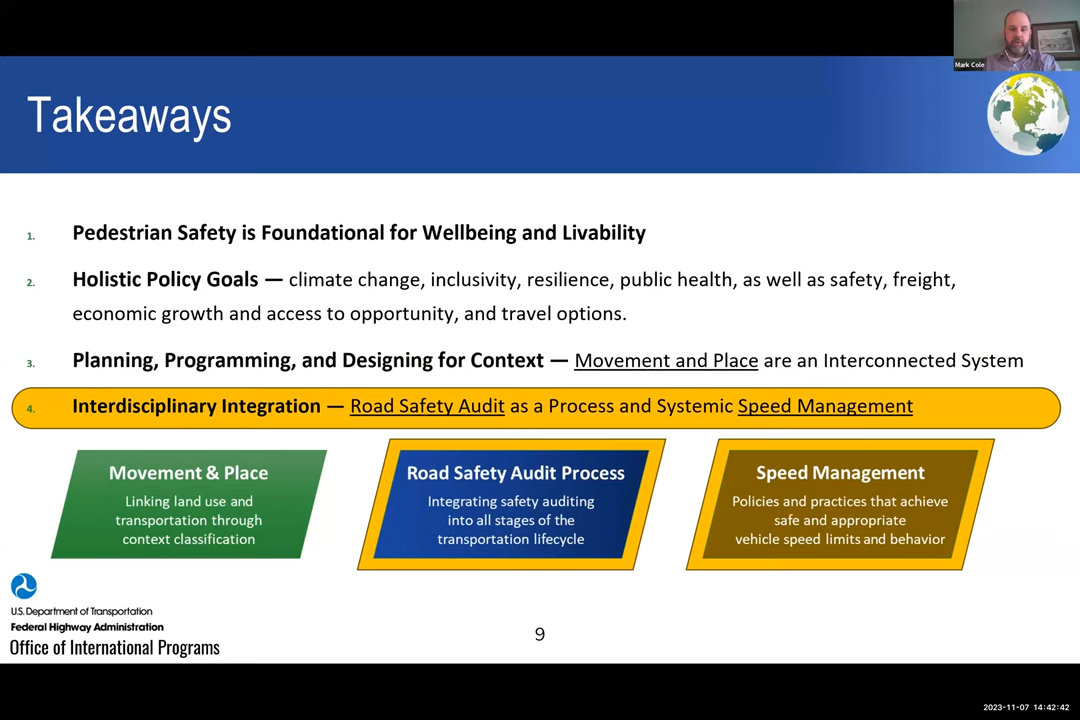 Mark Cole
Takeaways
1. Pedestrian Safety is Foundational for Wellbeing and Livability
2. Holistic Policy Goals — climate change, inclusivity, resilience, public health, as well as safety, freight,
economic growth and access to opportunity, and travel options.
3. Planning, Programming, and Designing for Context — Movement and Place are an Interconnected System
4. Interdisciplinary Integration — Road Safety Audit as a Process and Systemic Speed Management
Movement & Place
Linking land use and
transportation through
context classification
Road Safety Audit Process
Integrating safety auditing
into all stages of the
transportation lifecycle
Speed Management
Policies and practices that achieve
safe and appropriate
vehicle speed limits and behavior
U.S. Department of Transportation
Federal Highway Administration
Office of International Programs
9
2023-11-07 14:42:42